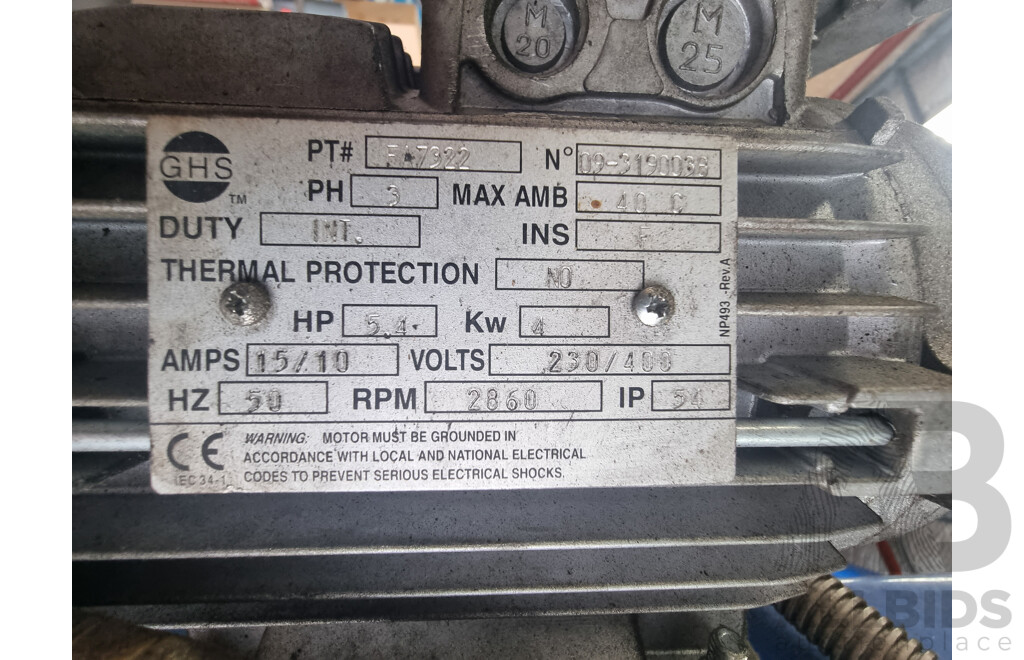 M 20
M 25
GHS TM
PT# FA7322 N° 09-3190036
PH 3 MAX AMB 40 C
DUTY INT. INS F
THERMAL PROTECTION NO
HP 5.4 Kw 4
AMPS 15/10 VOLTS 230/400
HZ 50 RPM 2860 IP 54
NP493 -Rev.A
CE WARNING: MOTOR MUST BE GROUNDED IN
ACCORDANCE WITH LOCAL AND NATIONAL ELECTRICAL
IEC 34-1 CODES TO PREVENT SERIOUS ELECTRICAL SHOCKS.
B
BIDS
place